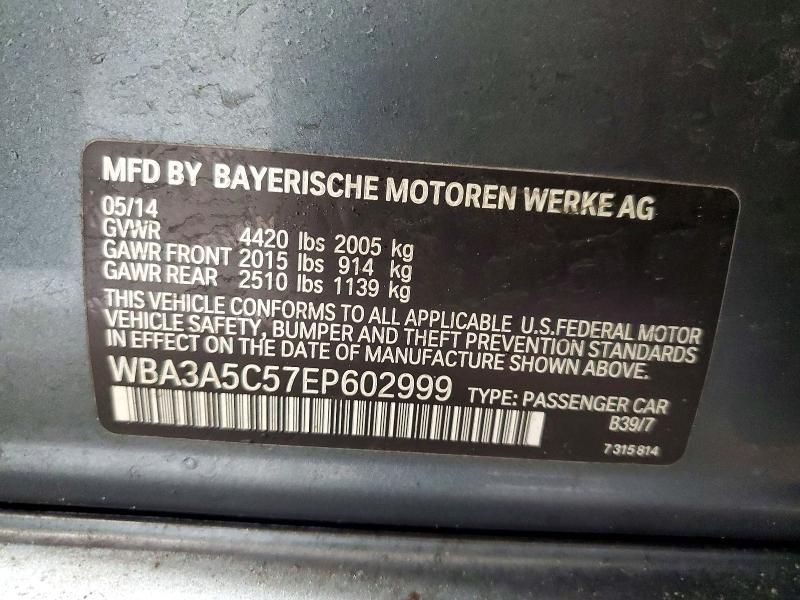 MFD BY BAYERISCHE MOTOREN WERKE AG
05/14
GVWR 4420 lbs 2005 kg
GAWR FRONT 2015 lbs 914 kg
GAWR REAR 2510 lbs 1139 kg
THIS VEHICLE CONFORMS TO ALL APPLICABLE U.S.FEDERAL MOTOR
VEHICLE SAFETY, BUMPER AND THEFT PREVENTION STANDARDS
IN EFFECT ON THE DATE OF MANUFACTURE SHOWN ABOVE.
WBA3A5C57EP602999 TYPE: PASSENGER CAR
B39/7
7 315 814